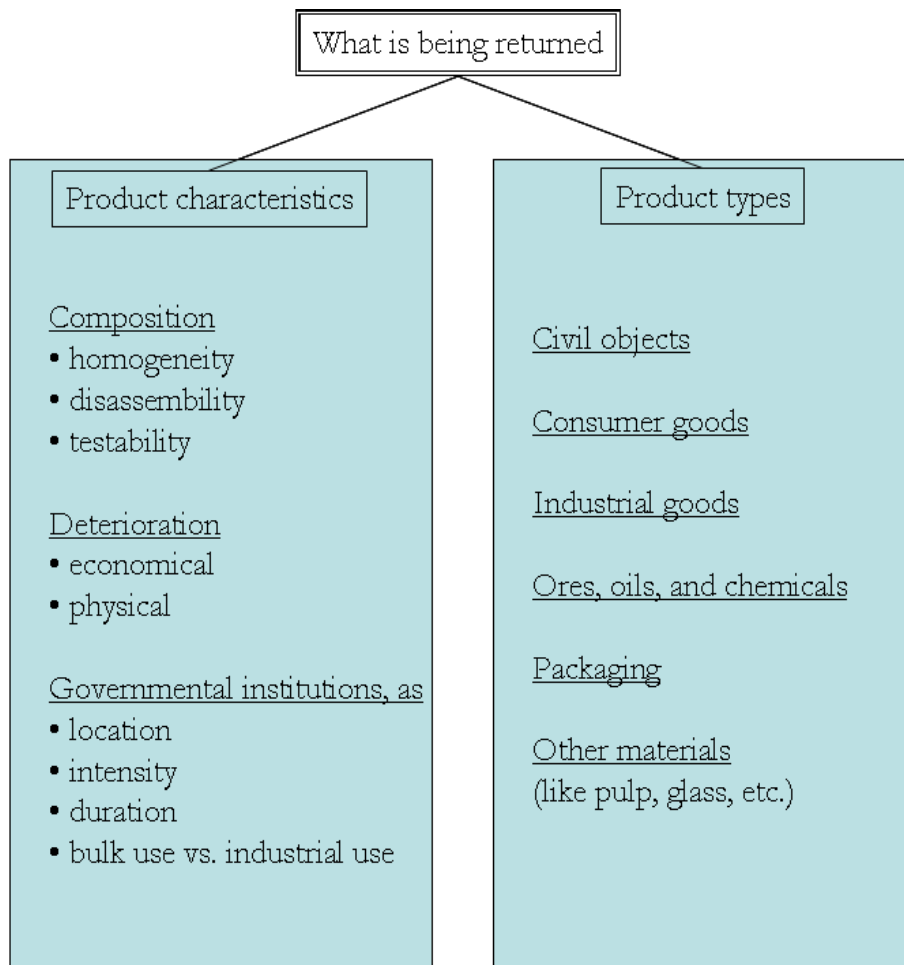 What is being returned
Product characteristics
Composition
• homogeneity
• disassembility
• testability
Deterioration
• economical
• physical
Governmental institutions, as
• location
• intensity
• duration
• bulk use vs. industrial use
Product types
Civil objects
Consumer goods
Industrial goods
Ores, oils, and chemicals
Packaging
Other materials
(like pulp, glass, etc.)